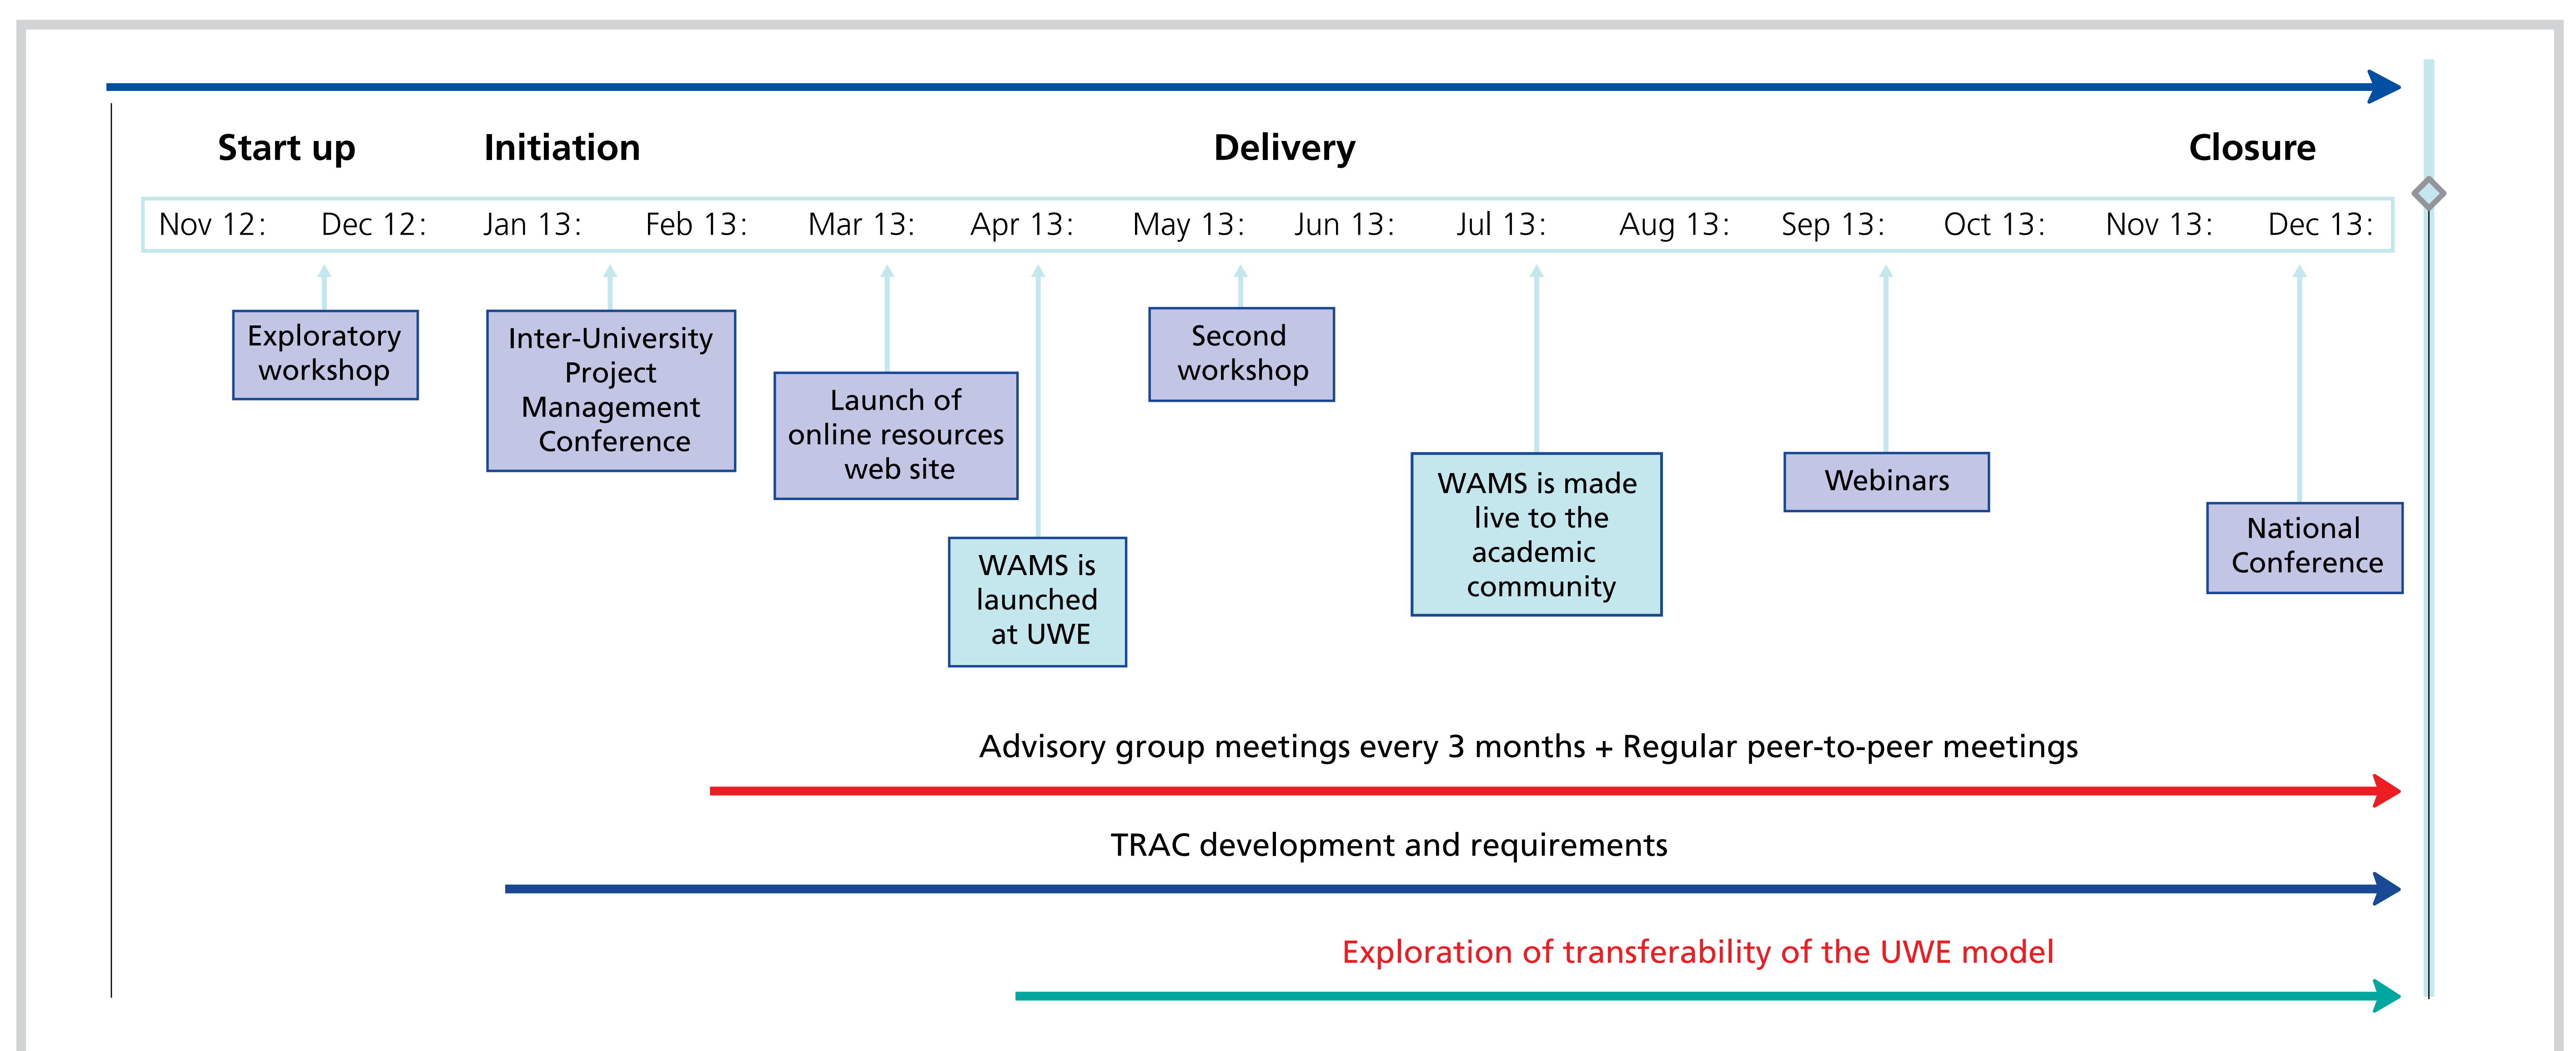 Start up Initiation Delivery Closure
Nov 12: Dec 12: Jan 13: Feb 13: Mar 13: Apr 13: May 13: Jun 13: Jul 13: Aug 13: Sep 13: Oct 13: Nov 13: Dec 13:
Exploratory
workshop
Inter-University
Project
Management
Conference
Launch of
online resources
web site
WAMS is
launched
at UWE
Second
workshop
WAMS is made
live to the
academic
community
Webinars
National
Conference
Advisory group meetings every 3 months + Regular peer-to-peer meetings
TRAC development and requirements
Exploration of transferability of the UWE model